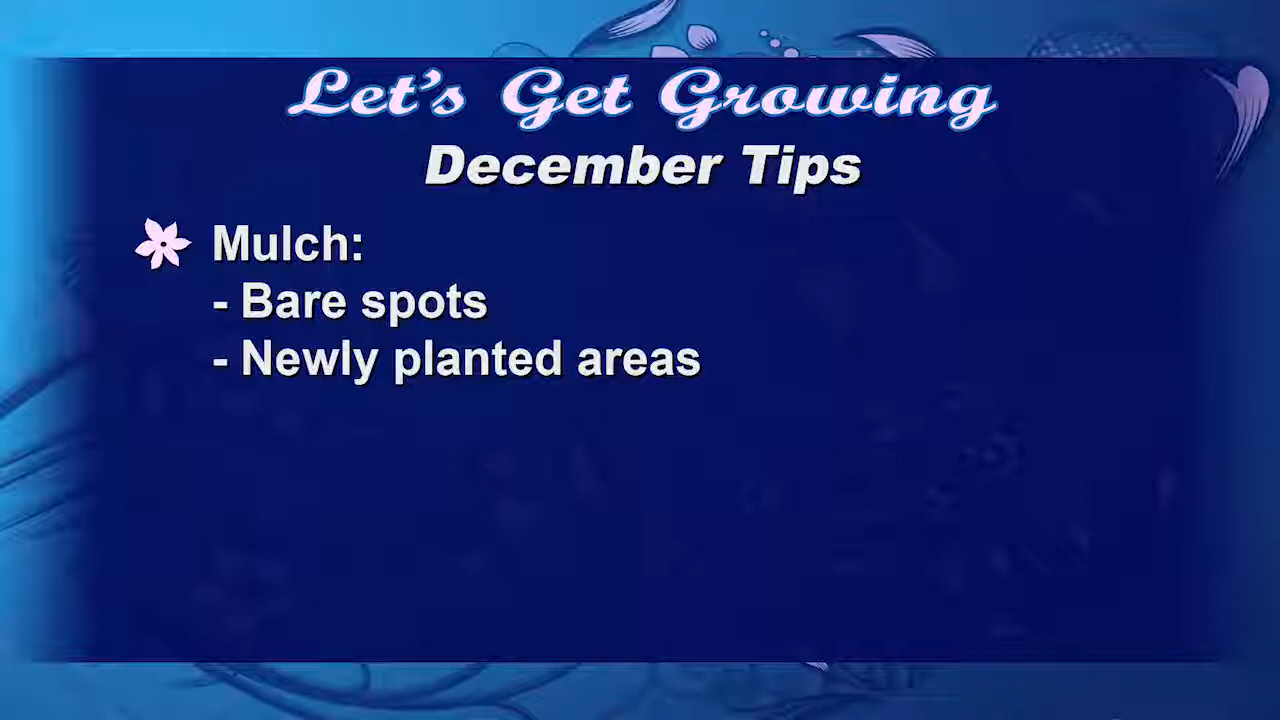 Let's Get Growing
December Tips
Mulch:
- Bare spots
- Newly planted areas